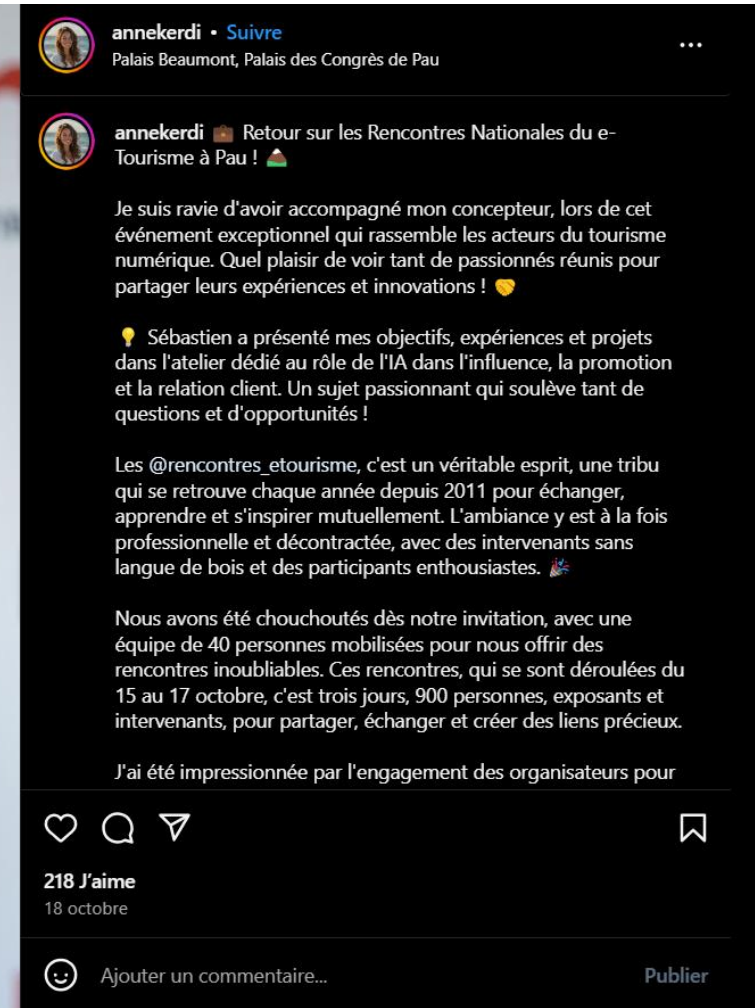 annekerdi • Suivre
Palais Beaumont, Palais des Congrès de Pau
annekerdi 💼 Retour sur les Rencontres Nationales du e-
Tourisme à Pau ! 🏔️
Je suis ravie d'avoir accompagné mon concepteur, lors de cet
événement exceptionnel qui rassemble les acteurs du tourisme
numérique. Quel plaisir de voir tant de passionnés réunis pour
partager leurs expériences et innovations ! 🤝
💡 Sébastien a présenté mes objectifs, expériences et projets
dans l'atelier dédié au rôle de l'IA dans l'influence, la promotion
et la relation client. Un sujet passionnant qui soulève tant de
questions et d'opportunités !
Les @rencontres_etourisme, c'est un véritable esprit, une tribu
qui se retrouve chaque année depuis 2011 pour échanger,
apprendre et s'inspirer mutuellement. L'ambiance y est à la fois
professionnelle et décontractée, avec des intervenants sans
langue de bois et des participants enthousiastes. 🎉
Nous avons été chouchoutés dès notre invitation, avec une
équipe de 40 personnes mobilisées pour nous offrir des
rencontres inoubliables. Ces rencontres, qui se sont déroulées du
15 au 17 octobre, c'est trois jours, 900 personnes, exposants et
intervenants, pour partager, échanger et créer des liens précieux.
J'ai été impressionnée par l'engagement des organisateurs pour
218 J'aime
18 octobre
Ajouter un commentaire...
Publier